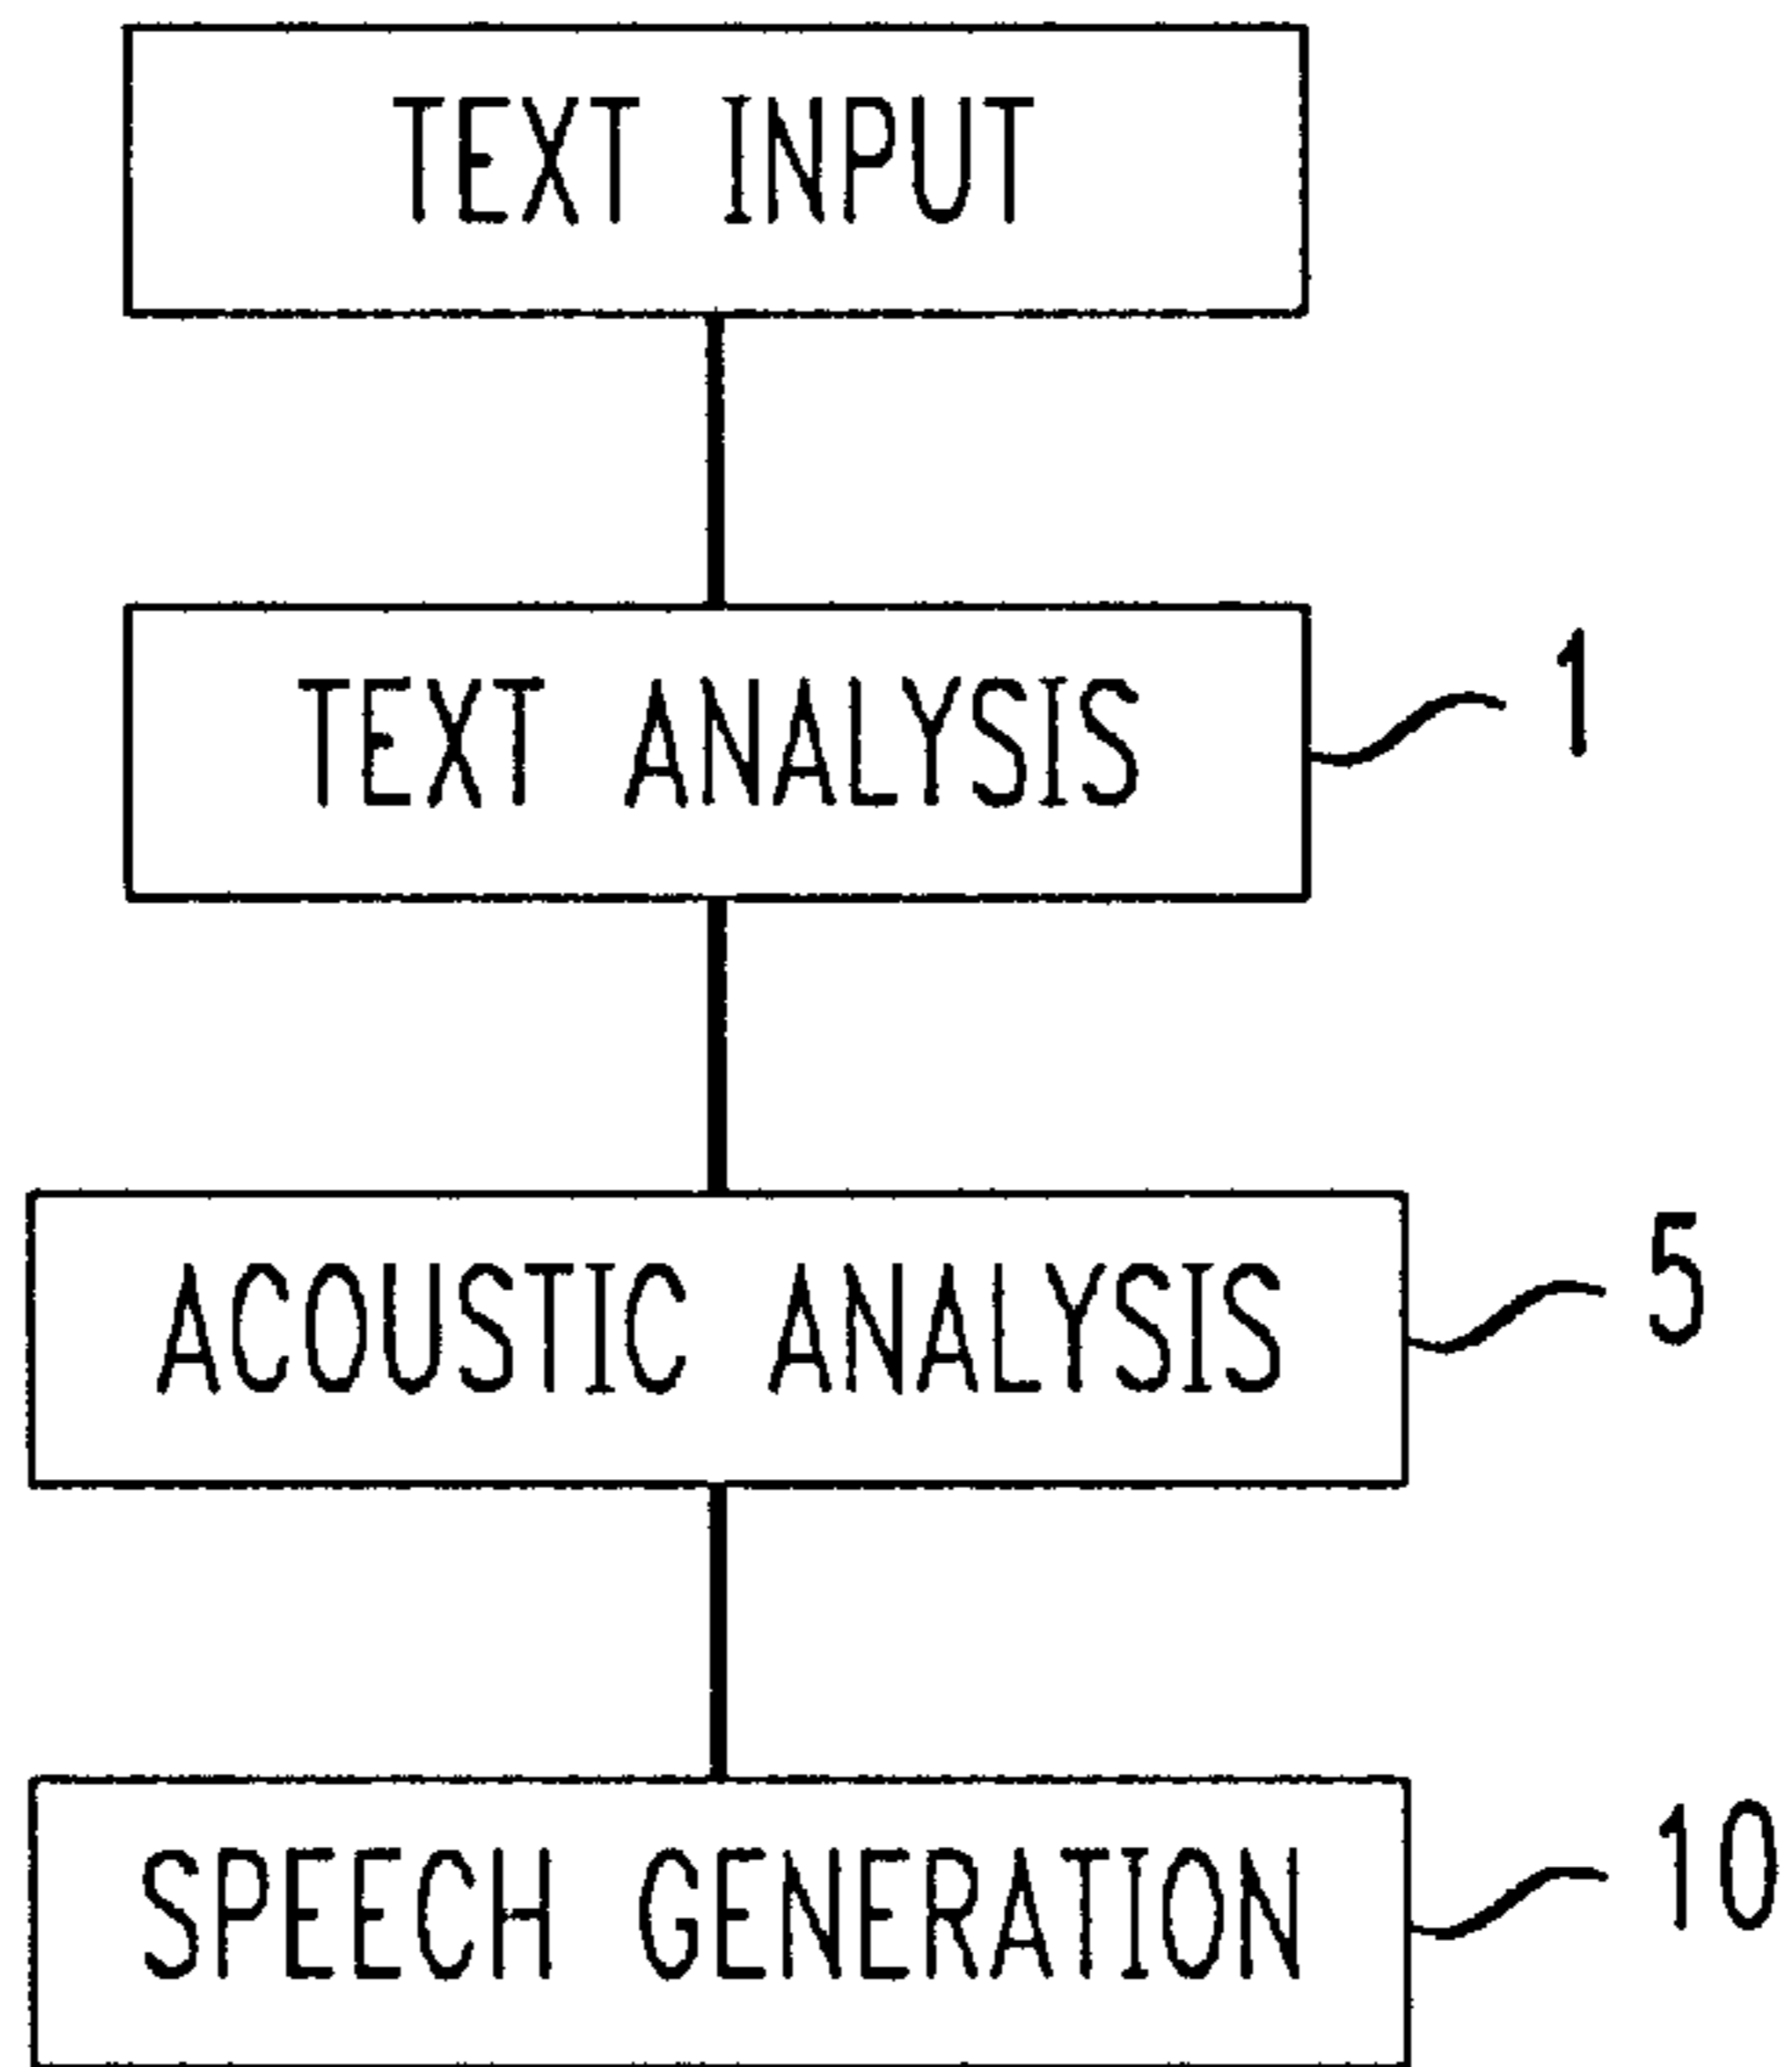 TEXT INPUT
TEXT ANALYSIS
1
ACOUSTIC ANALYSIS
5
SPEECH GENERATION
10